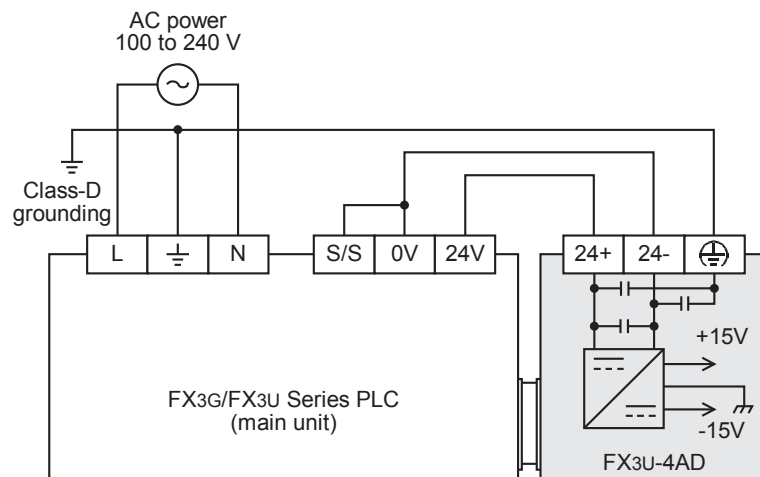 AC power
100 to 240 V
Class-D
grounding
L
N
S/S
0V
24V
24+
24-
+15V
-15V
FX3G/FX3U Series PLC
(main unit)
FX3U-4AD